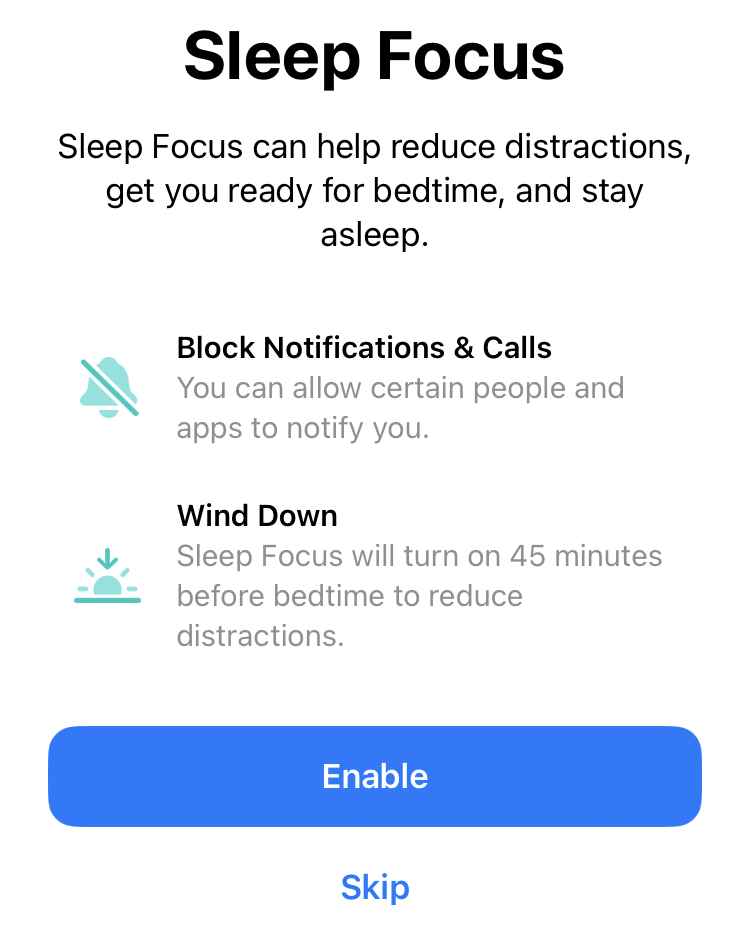 Sleep Focus
Sleep Focus can help reduce distractions,
get you ready for bedtime, and stay
asleep.
Block Notifications & Calls
You can allow certain people and
apps to notify you.
Wind Down
Sleep Focus will turn on 45 minutes
before bedtime to reduce
distractions.
Enable
Skip